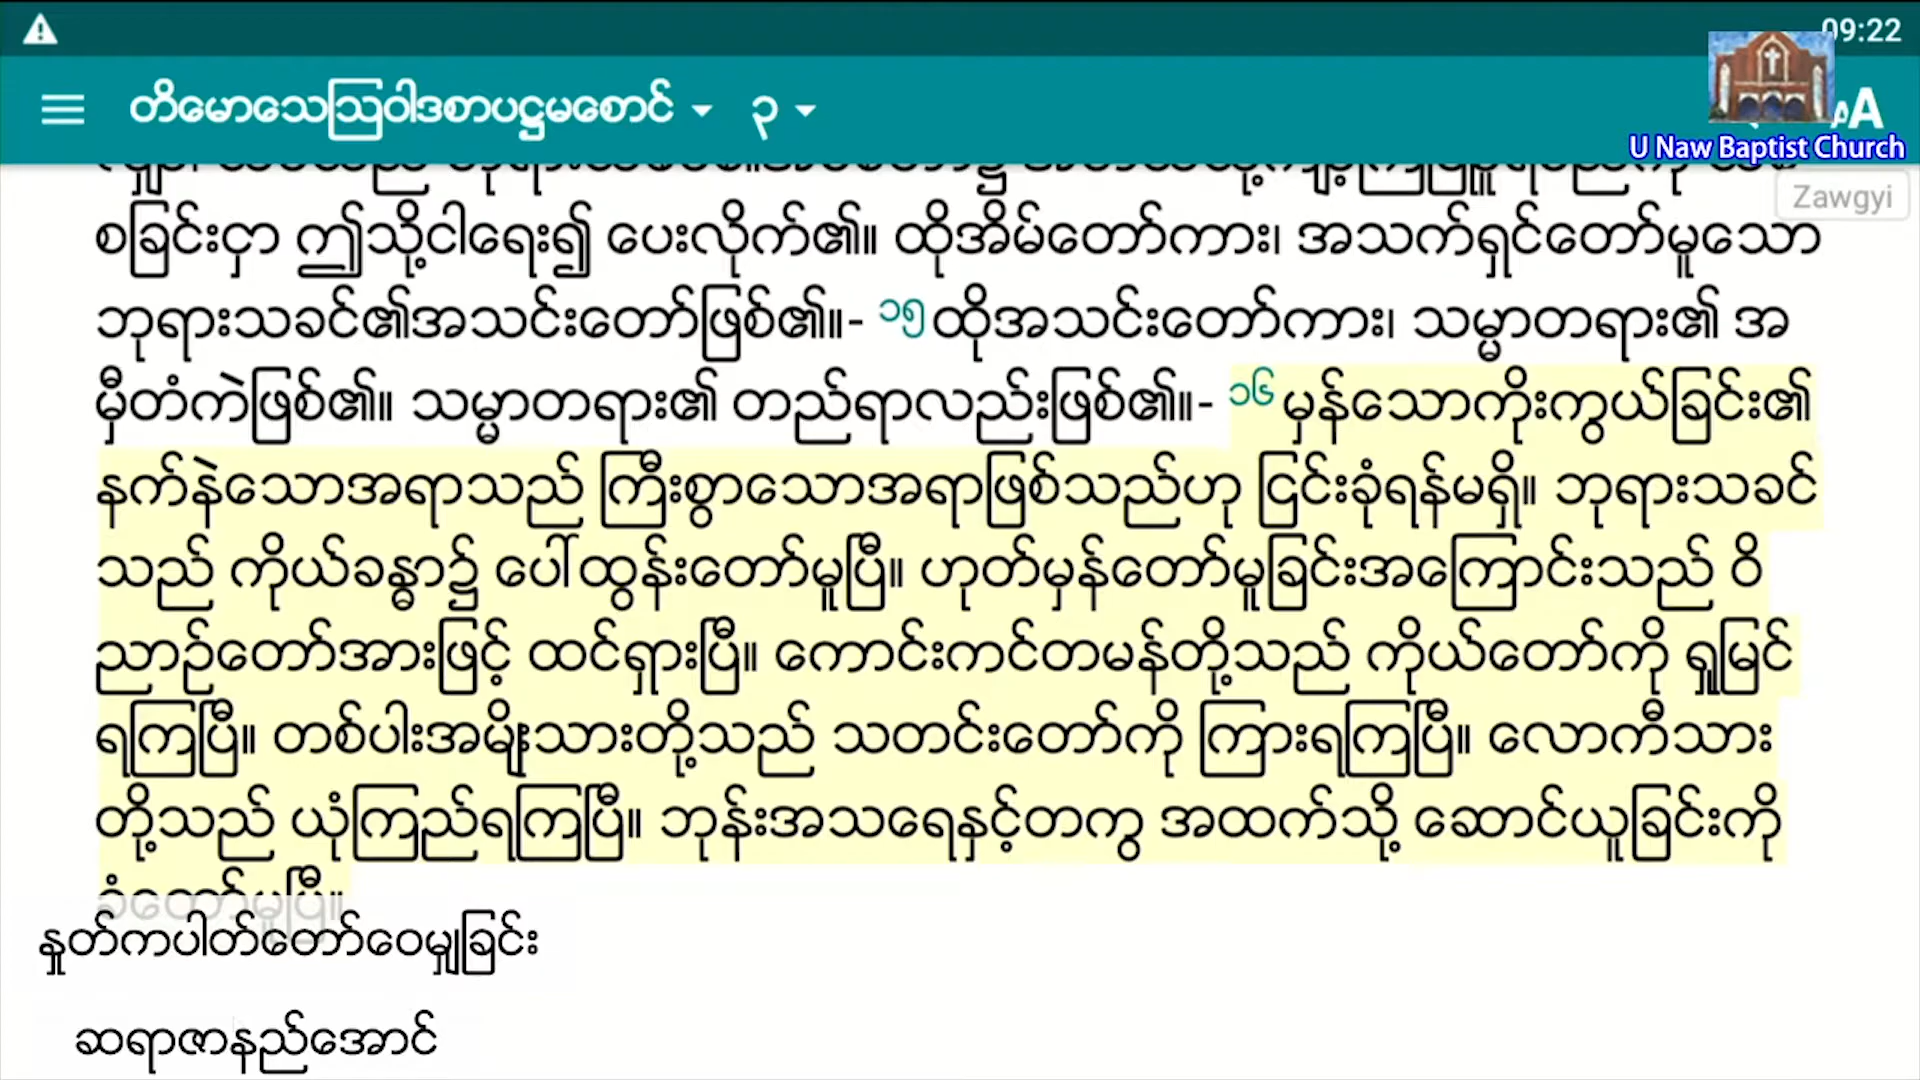 09:22
တိမောသေဩဝါဒစာပဌမစောင် ၃
A
U Naw Baptist Church
Zawgyi
စခြင်းငှာ ဤသို့ငါရေး၍ ပေးလိုက်၏။ ထိုအိမ်တော်ကား၊ အသက်ရှင်တော်မူသော
ဘုရားသခင်၏အသင်းတော်ဖြစ်၏။- ၁၅ ထိုအသင်းတော်ကား၊ သမ္မာတရား၏ အ
မှီတံကဲဖြစ်၏။ သမ္မာတရား၏ တည်ရာလည်းဖြစ်၏။- ၁၆ မှန်သောကိုးကွယ်ခြင်း၏
နက်နဲသောအရာသည် ကြီးစွာသောအရာဖြစ်သည်ဟု ငြင်းခုံရန်မရှိ။ ဘုရားသခင်
သည် ကိုယ်ခန္ဓာ၌ ပေါ်ထွန်းတော်မူပြီ။ ဟုတ်မှန်တော်မူခြင်းအကြောင်းသည် ဝိ
ညာဉ်တော်အားဖြင့် ထင်ရှားပြီ။ ကောင်းကင်တမန်တို့သည် ကိုယ်တော်ကို ရှုမြင်
ရကြပြီ။ တစ်ပါးအမျိုးသားတို့သည် သတင်းတော်ကို ကြားရကြပြီ။ လောကီသား
တို့သည် ယုံကြည်ရကြပြီ။ ဘုန်းအသရေနှင့်တကွ အထက်သို့ ဆောင်ယူခြင်းကို
ခံတော်မူပြီ။
နှုတ်ကပါတ်တော်ဝေမျှခြင်း
ဆရာဇာနည်အောင်